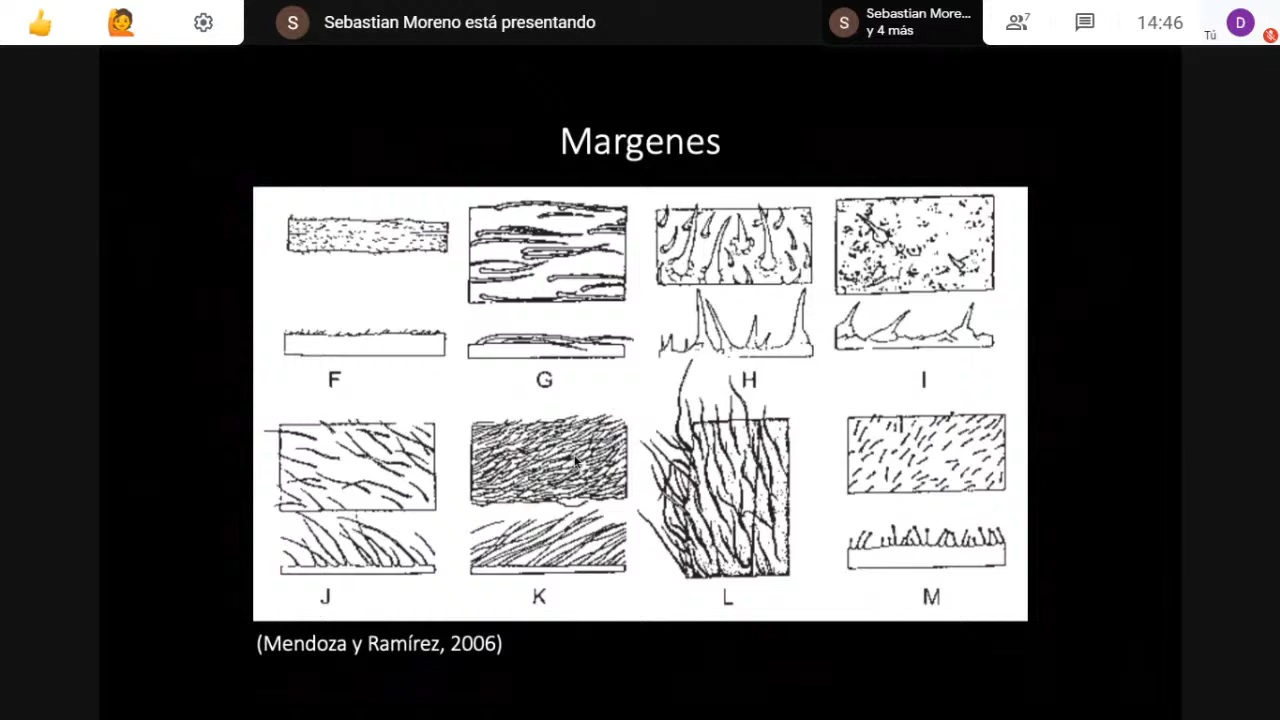 S Sebastian Moreno está presentando
S Sebastian More...
y 4 más
7
14:46
Tú
D
Margenes
F G H I
J K L M
(Mendoza y Ramírez, 2006)